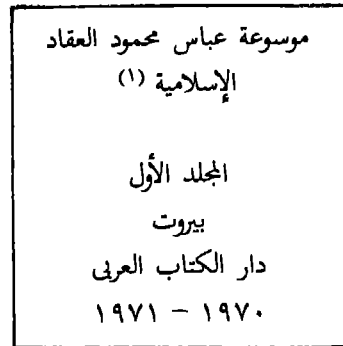 موسوعة عباس محمود العقاد
الإسلامية (١)
المجلد الأول
بيروت
دار الكتاب العربى
١٩٧٠ – ١٩٧١